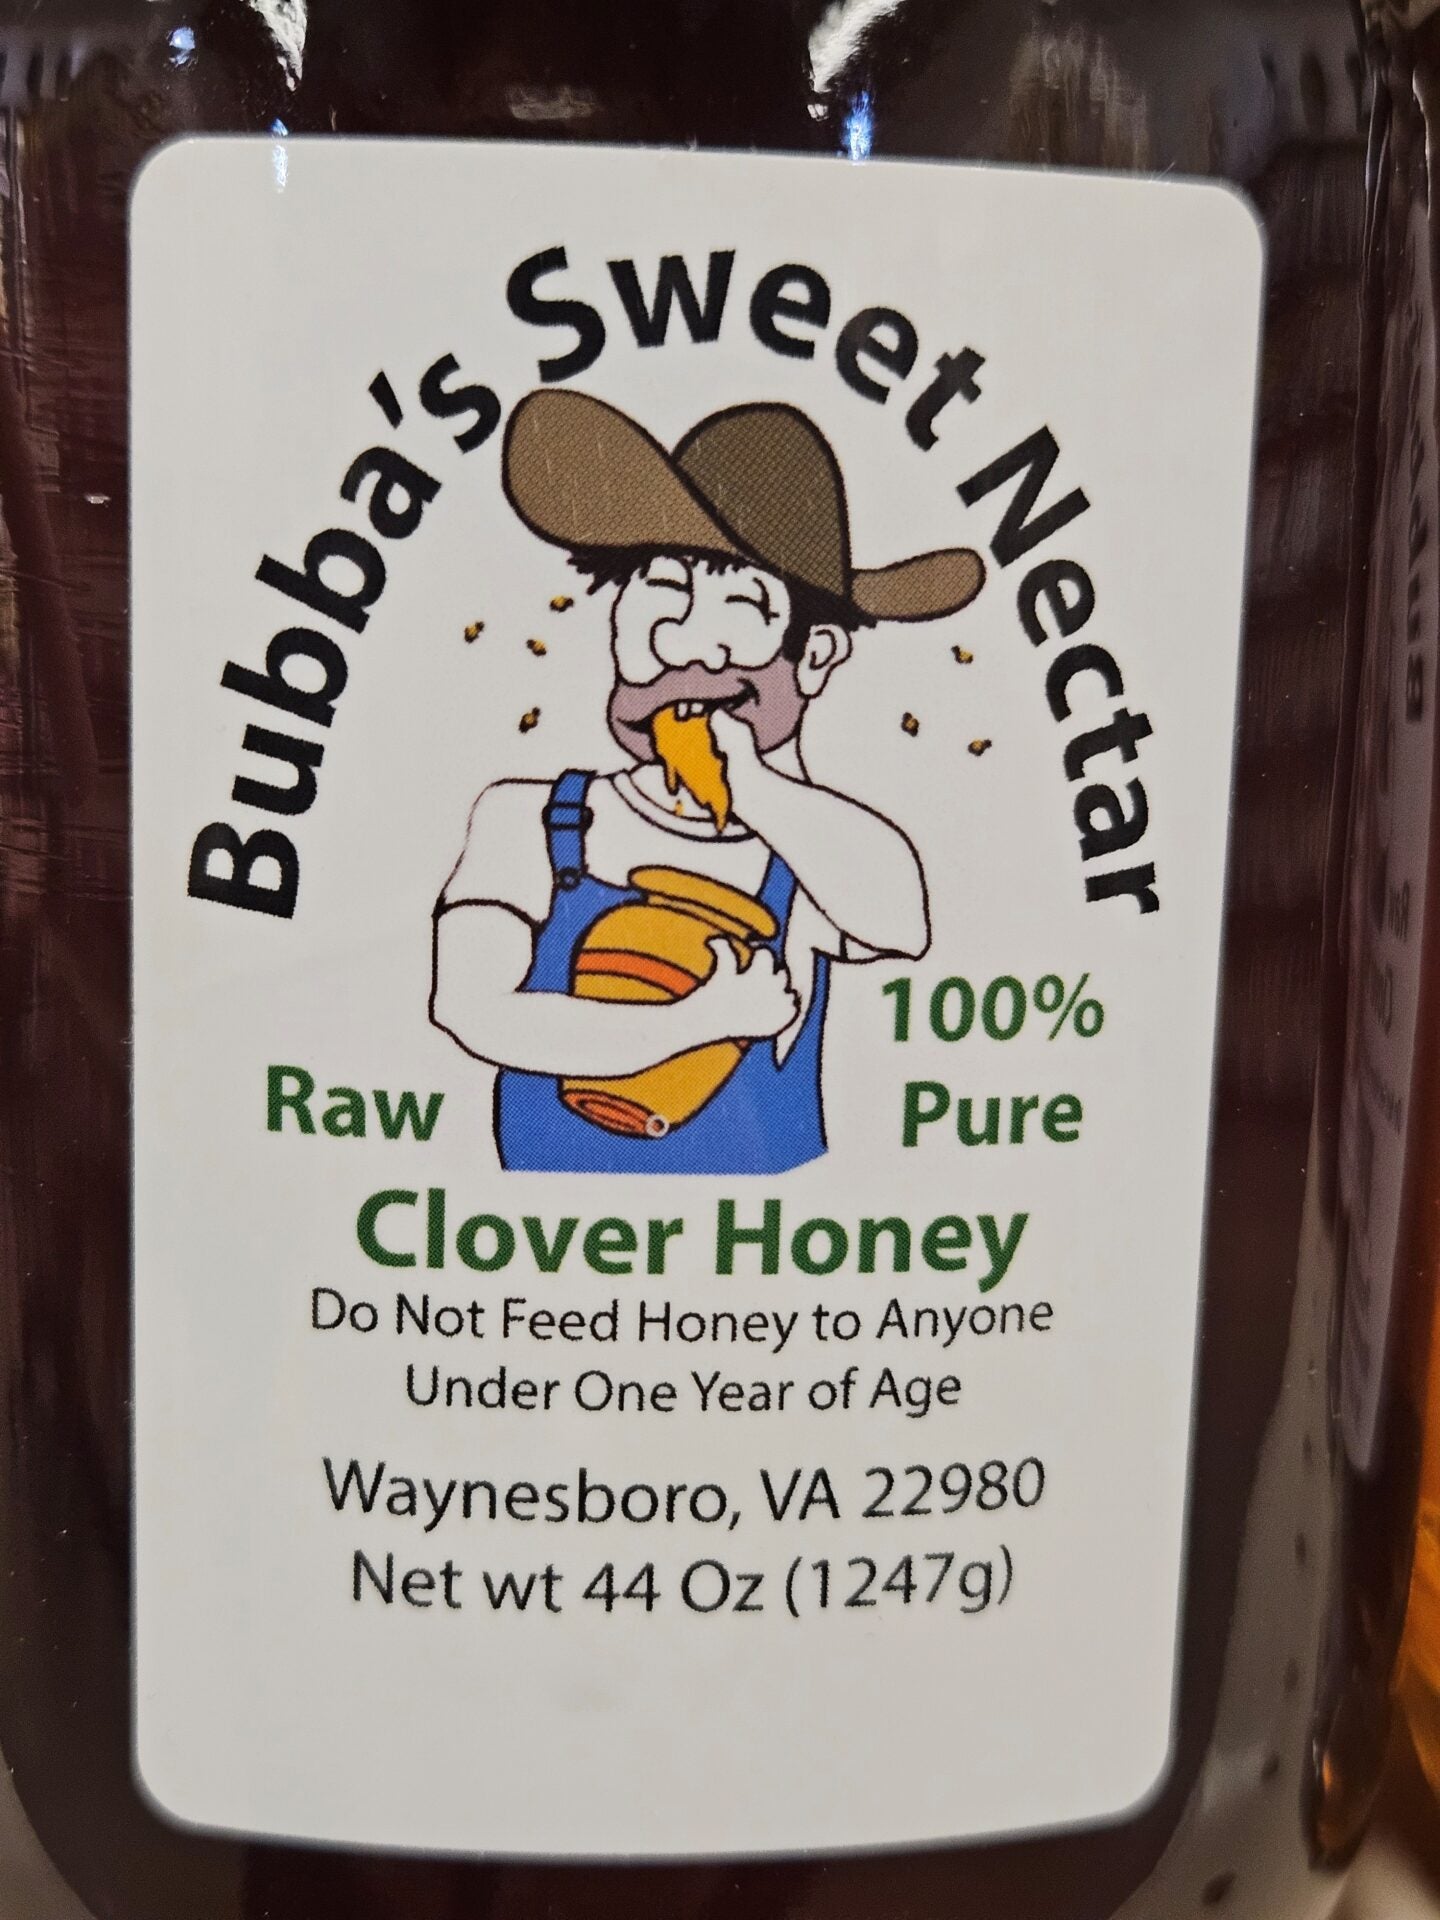 Bubba's Sweet Nectar
100%
Raw
Pure
Clover Honey
Do Not Feed Honey to Anyone
Under One Year of Age
Waynesboro, VA 22980
Net wt 44 Oz (1247g)